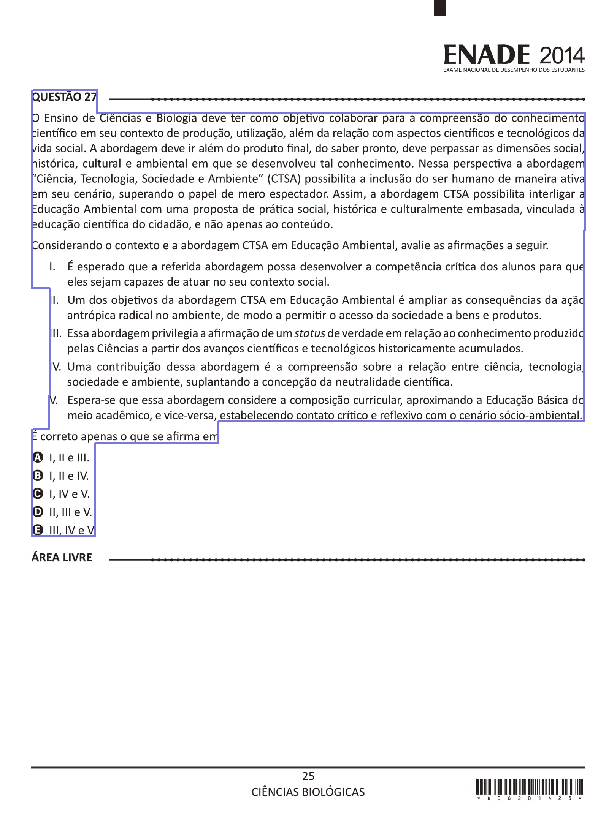 ENADE 2014
EXAME NACIONAL DE DESEMPENHO DOS ESTUDANTES
QUESTÃO 27
O Ensino de Ciências e Biologia deve ter como objetivo colaborar para a compreensão do conhecimento
científico em seu contexto de produção, utilização, além da relação com aspectos científicos e tecnológicos da
vida social. A abordagem deve ir além do produto final, do saber pronto, deve perpassar as dimensões social,
histórica, cultural e ambiental em que se desenvolveu tal conhecimento. Nessa perspectiva a abordagem
“Ciência, Tecnologia, Sociedade e Ambiente” (CTSA) possibilita a inclusão do ser humano de maneira ativa
em seu cenário, superando o papel de mero espectador. Assim, a abordagem CTSA possibilita interligar a
Educação Ambiental com uma proposta de prática social, histórica e culturalmente embasada, vinculada à
educação científica do cidadão, e não apenas ao conteúdo.
Considerando o contexto e a abordagem CTSA em Educação Ambiental, avalie as afirmações a seguir.
I. É esperado que a referida abordagem possa desenvolver a competência crítica dos alunos para que
eles sejam capazes de atuar no seu contexto social.
II. Um dos objetivos da abordagem CTSA em Educação Ambiental é ampliar as consequências da ação
antrópica radical no ambiente, de modo a permitir o acesso da sociedade a bens e produtos.
III. Essa abordagem privilegia a afirmação de um status de verdade em relação ao conhecimento produzido
pelas Ciências a partir dos avanços científicos e tecnológicos historicamente acumulados.
IV. Uma contribuição dessa abordagem é a compreensão sobre a relação entre ciência, tecnologia,
sociedade e ambiente, suplantando a concepção da neutralidade científica.
V. Espera-se que essa abordagem considere a composição curricular, aproximando a Educação Básica do
meio acadêmico, e vice-versa, estabelecendo contato crítico e reflexivo com o cenário sócio-ambiental.
É correto apenas o que se afirma em
A I, II e III.
B I, II e IV.
C I, IV e V.
D II, III e V.
E III, IV e V
ÁREA LIVRE
25
CIÊNCIAS BIOLÓGICAS